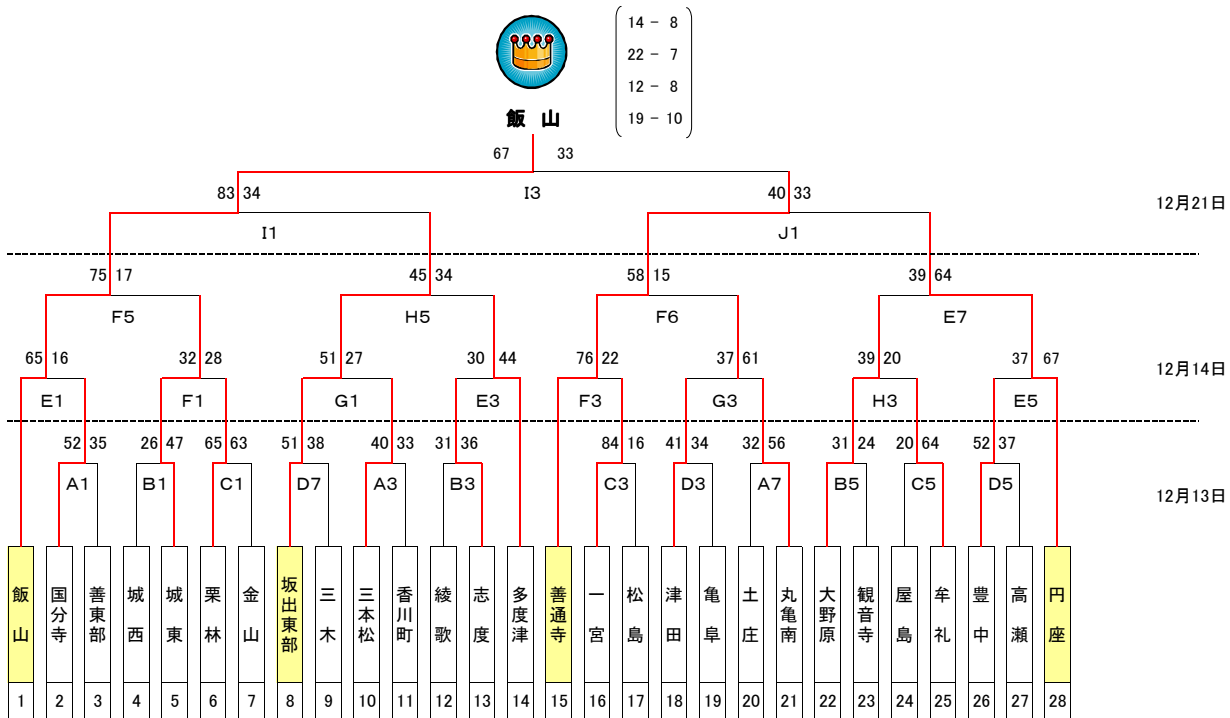 14 - 8
22 - 7
12 - 8
19 - 10
飯 山
67 33
83 34 I3 40 33
12月21日
I1 J1
75 17 45 34 58 15 39 64
F5 H5 F6 E7
65 16 32 28 51 27 30 44 76 22 37 61 39 20 37 67
12月14日
E1 F1 G1 E3 F3 G3 H3 E5
52 35 26 47 65 63 51 38 40 33 31 36 84 16 41 34 32 56 31 24 20 64 52 37
A1 B1 C1 D7 A3 B3 C3 D3 A7 B5 C5 D5
12月13日
飯山
国分寺
善東部
城西
城東
栗林
金山
坂出東部
三木
三本松
香川町
綾歌
志度
多度津
善通寺
一宮
松島
津田
亀阜
土庄
丸亀南
大野原
観音寺
屋島
牟礼
豊中
高瀬
円座
1 2 3 4 5 6 7 8 9 10 11 12 13 14 15 16 17 18 19 20 21 22 23 24 25 26 27 28